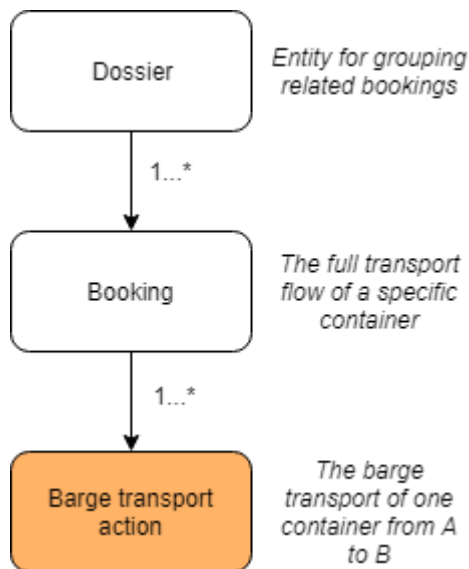 Dossier
Entity for grouping
related bookings
1...*
Booking
The full transport
flow of a specific
container
1...*
Barge transport
action
The barge
transport of one
container from A
to B